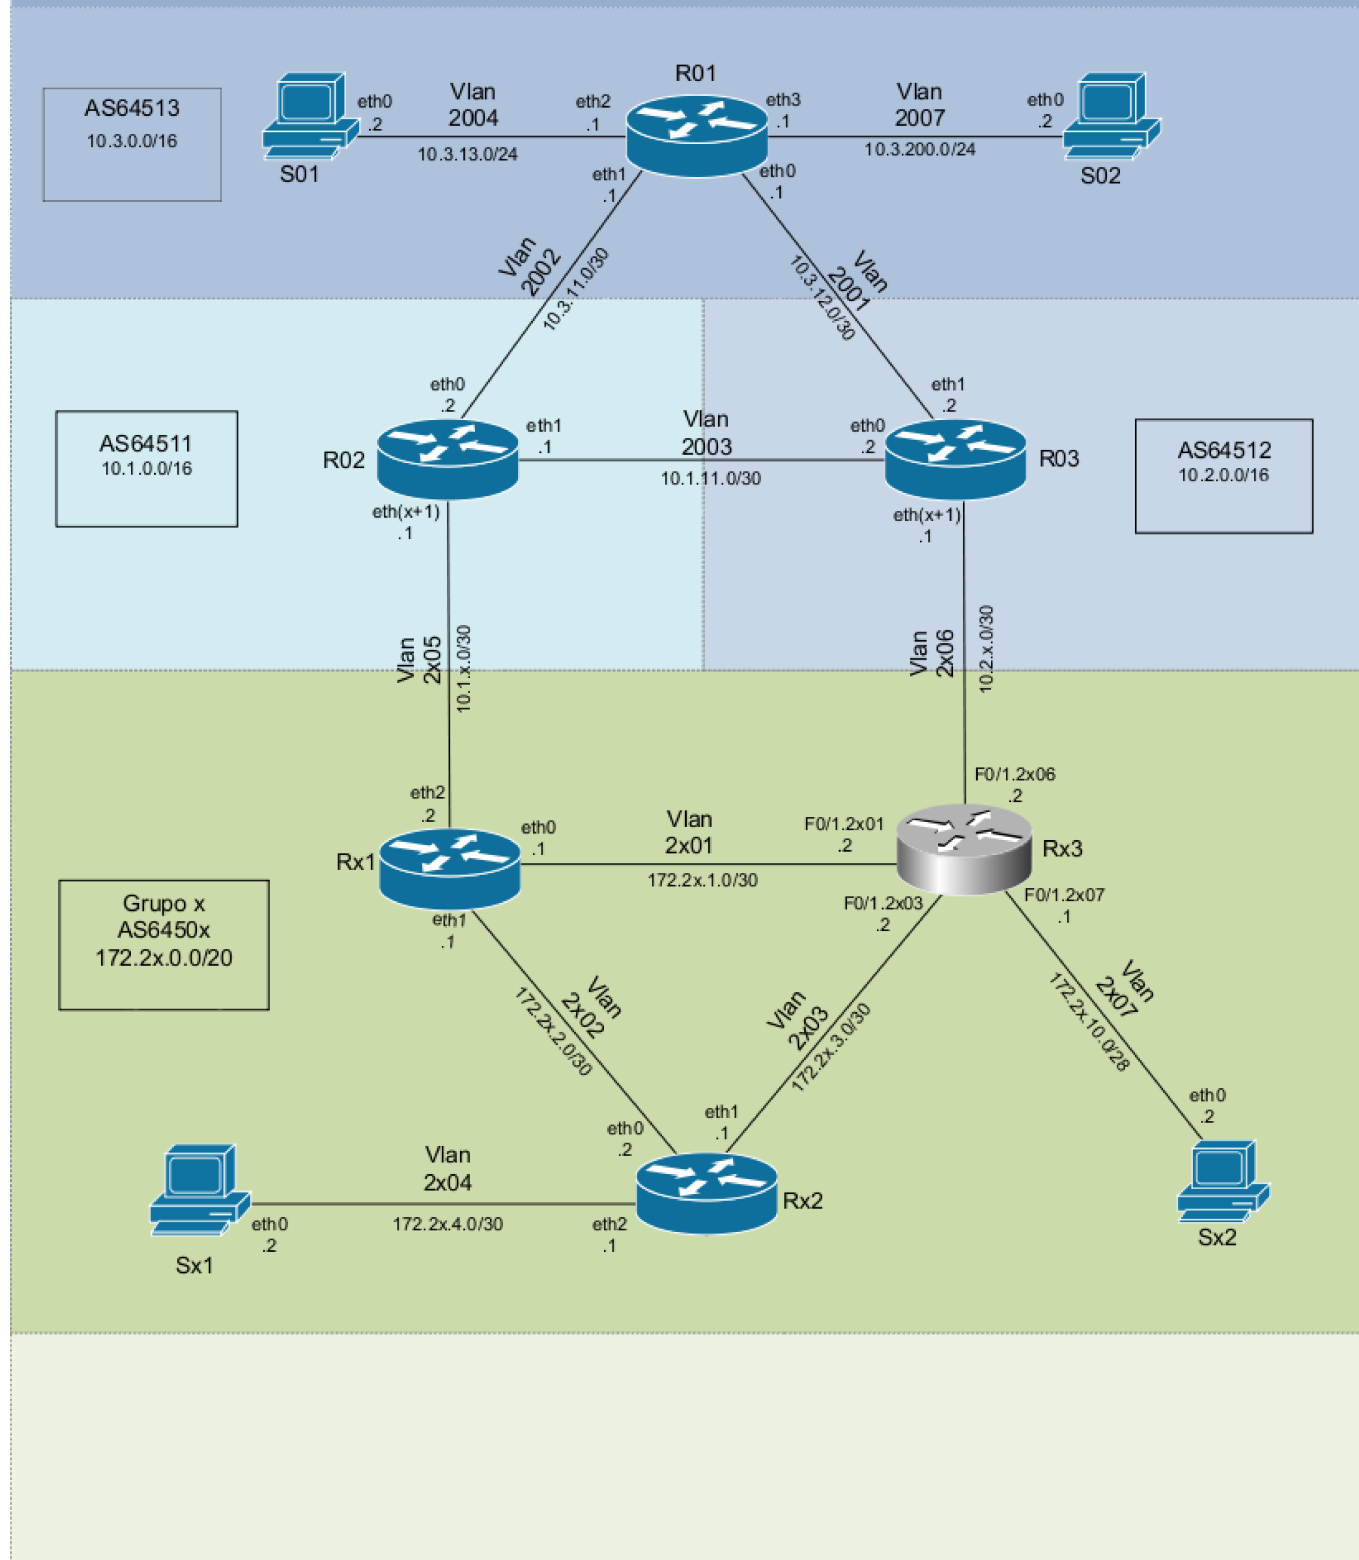 R01
AS64513
10.3.0.0/16
eth0
.2
Vlan
2004
10.3.13.0/24
eth2
.1
eth3
.1
Vlan
2007
10.3.200.0/24
eth0
.2
S01
S02
eth1
.1
eth0
.1
Vlan
2002
10.3.11.0/30
Vlan
2001
10.3.12.0/30
eth0
.2
eth1
.2
AS64511
10.1.0.0/16
R02
eth1
.1
Vlan
2003
10.1.11.0/30
eth0
.2
R03
AS64512
10.2.0.0/16
eth(x+1)
.1
eth(x+1)
.1
Vlan
2x05
10.1.x.0/30
Vlan
2x06
10.2.x.0/30
eth2
.2
F0/1.2x06
.2
Rx1
eth0
.1
Vlan
2x01
172.2x.1.0/30
F0/1.2x01
.2
Rx3
Grupo x
AS6450x
172.2x.0.0/20
eth1
.1
F0/1.2x03
.2
F0/1.2x07
.1
Vlan
2x02
172.2x.2.0/30
Vlan
2x03
172.2x.3.0/30
Vlan
2x07
172.2x.10.0/28
eth0
.2
eth1
.1
eth0
.2
Vlan
2x04
172.2x.4.0/30
eth0
.2
eth2
.1
Rx2
Sx1
Sx2